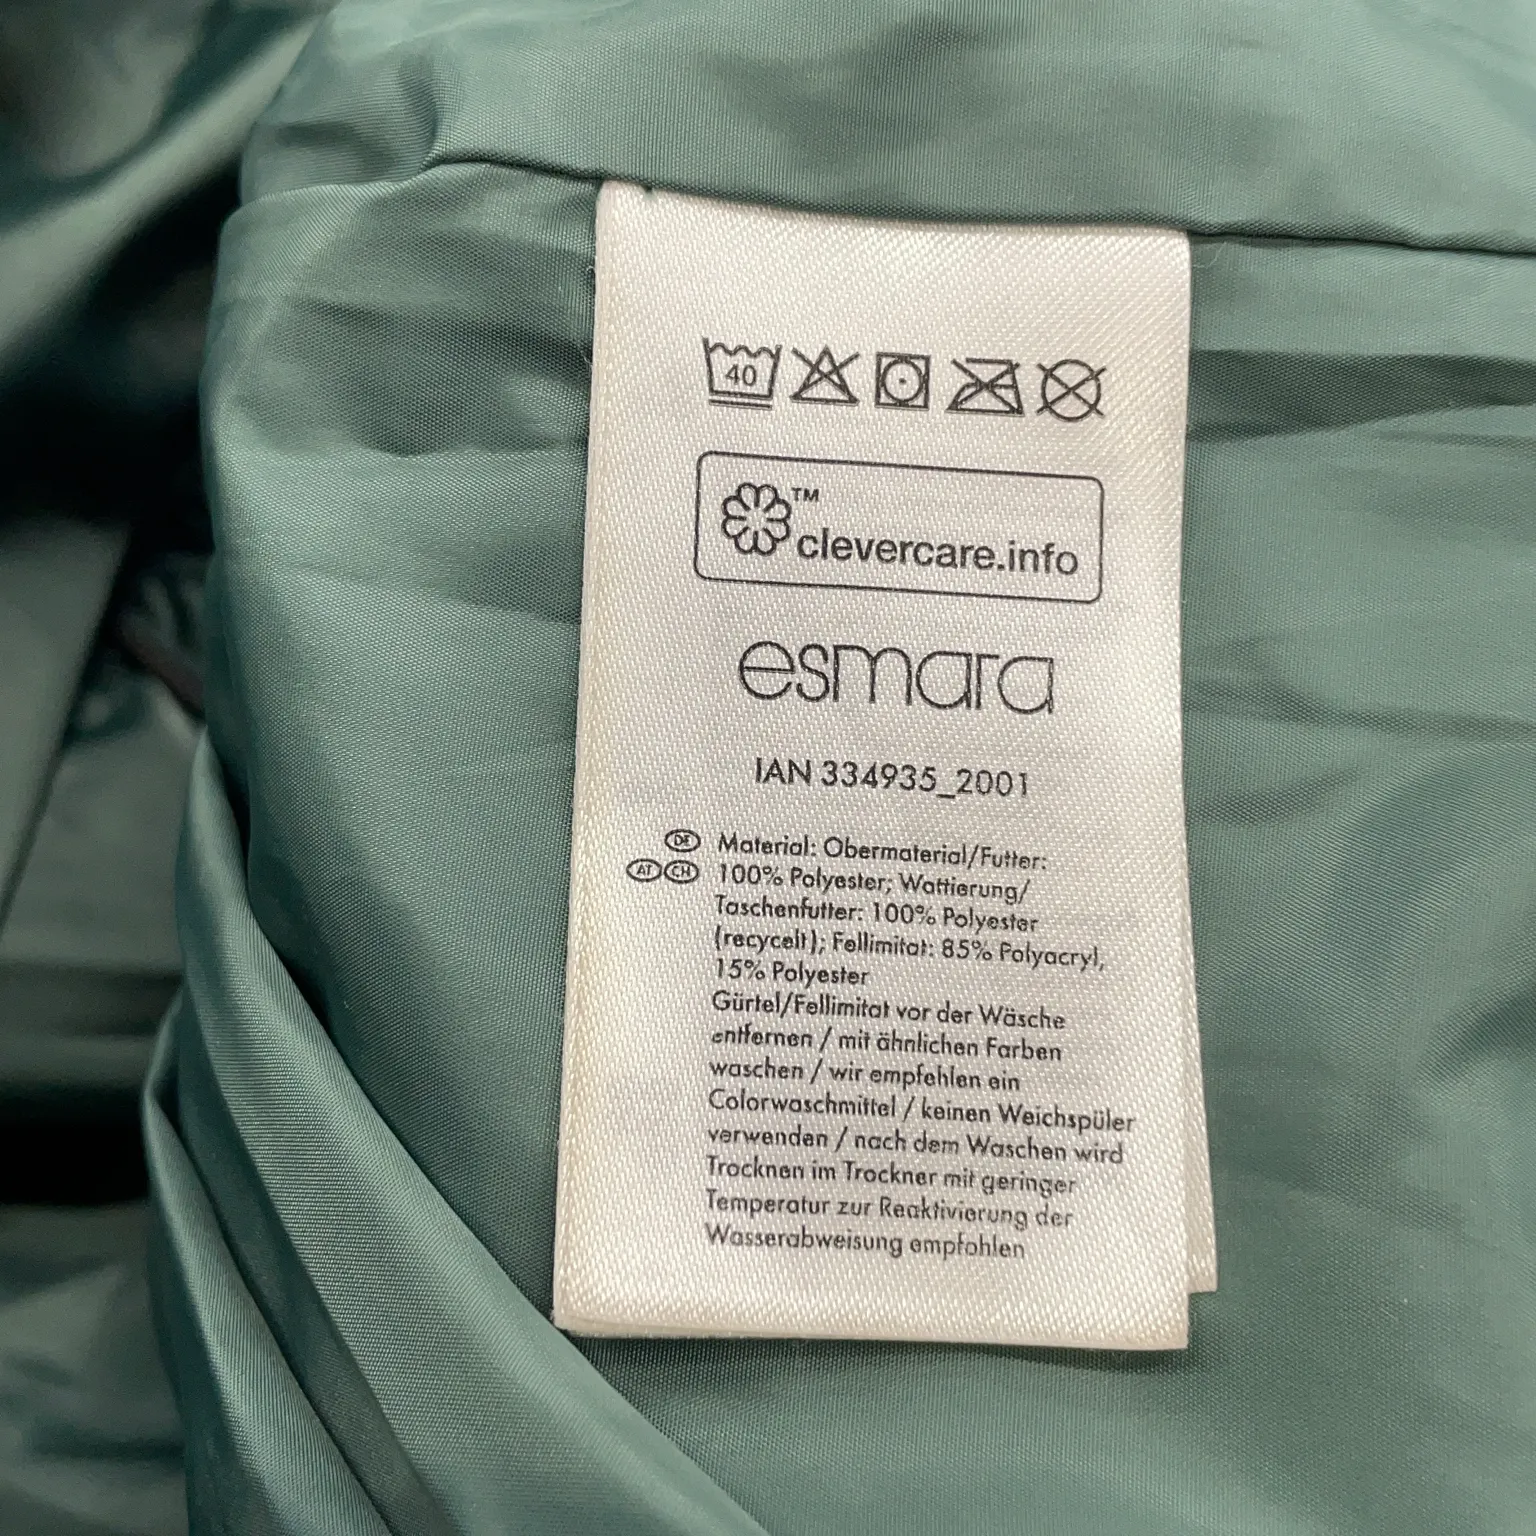 40
™
clevercare.info
esmara
IAN 334935_2001
DE Material: Obermaterial/Futter:
AT CH 100% Polyester; Wattierung/
Taschenfutter: 100% Polyester
(recycelt); Fellimitat: 85% Polyacryl,
15% Polyester
Gürtel/Fellimitat vor der Wäsche
entfernen / mit ähnlichen Farben
waschen / wir empfehlen ein
Colorwaschmittel / keinen Weichspüler
verwenden / nach dem Waschen wird
Trocknen im Trockner mit geringer
Temperatur zur Reaktivierung der
Wasserabweisung empfohlen